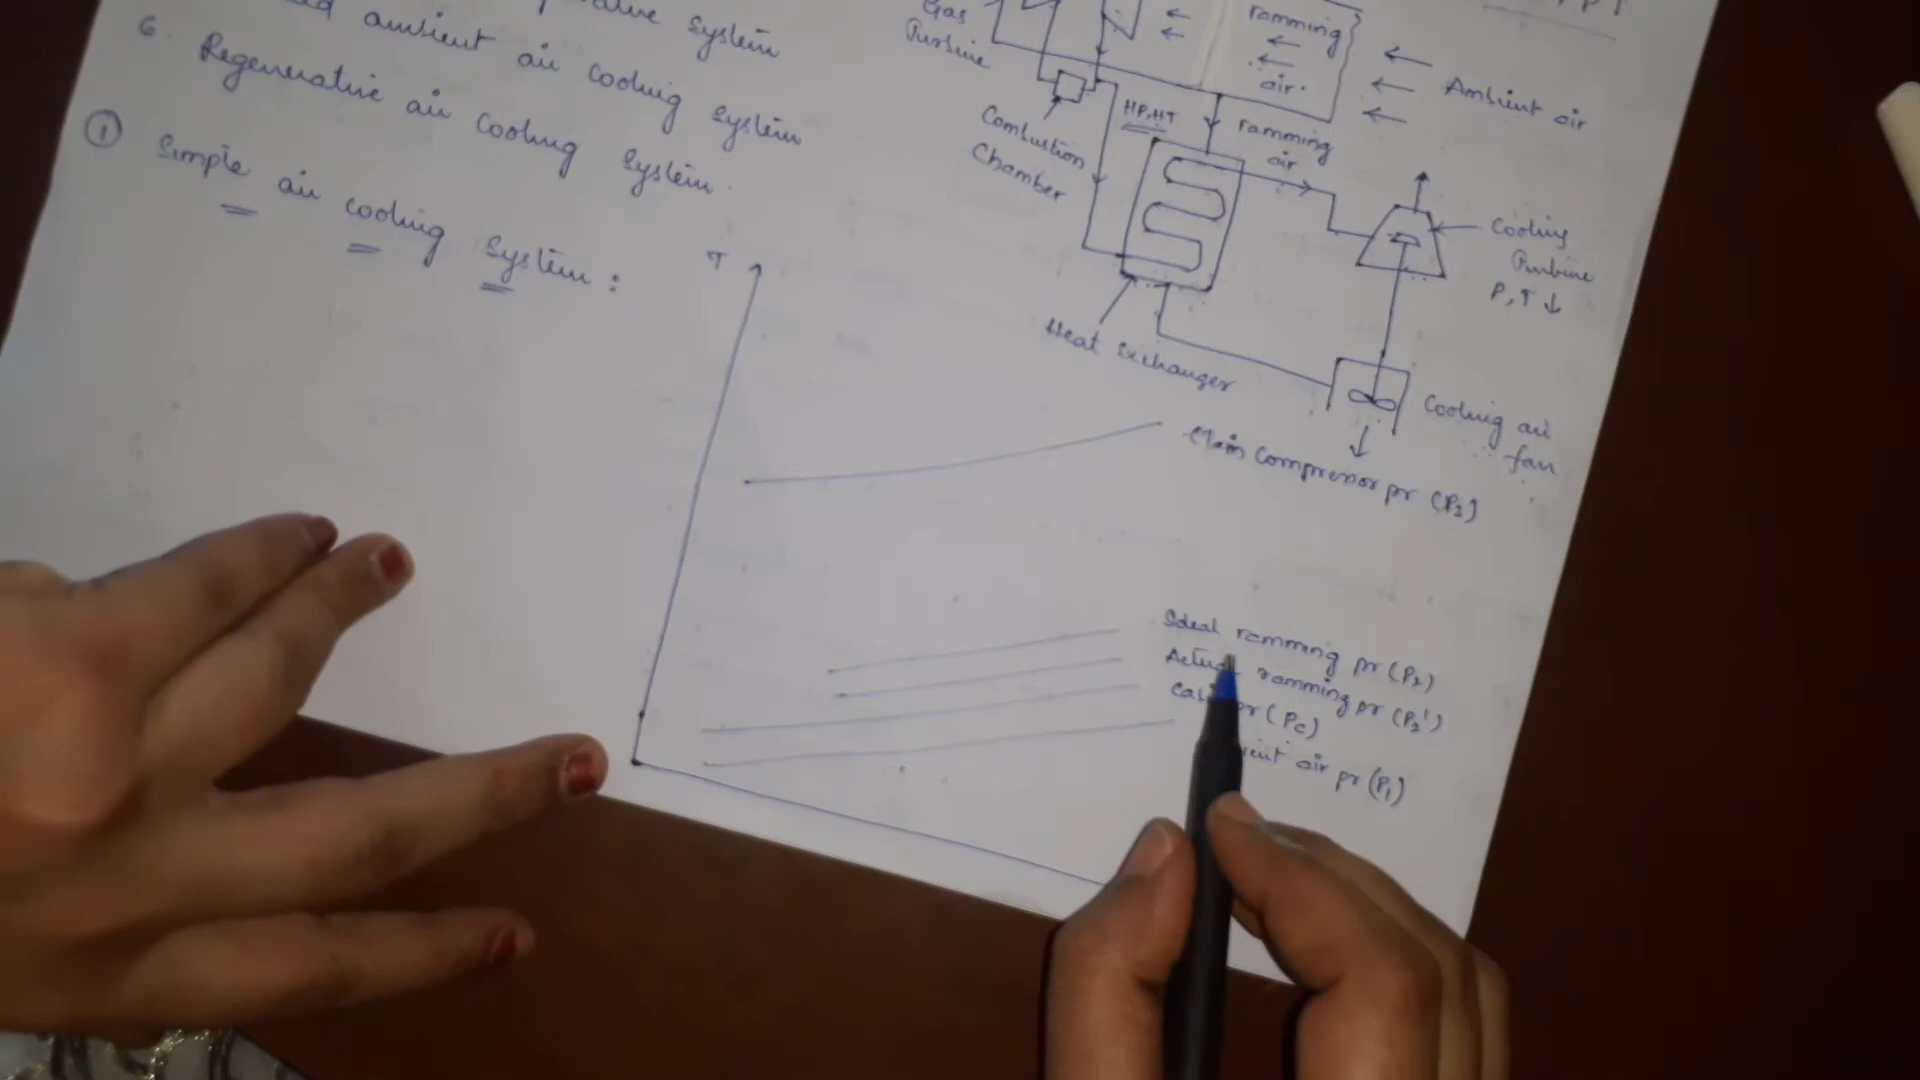 system
ambient air cooling system
6. Regenerative air cooling system.
① Simple air cooling system :
Gas
Turbine
Combustion
Chamber
ramming
air.
Ambient air
HP, HT
ramming
air
Cooling
Turbine
P, T ↓
Heat Exchanger
Cooling air
fan
T
Main Compressor pr (P3)
Ideal ramming pr (P2)
Actual ramming pr (P2')
pr (Pc)
air pr (P1)